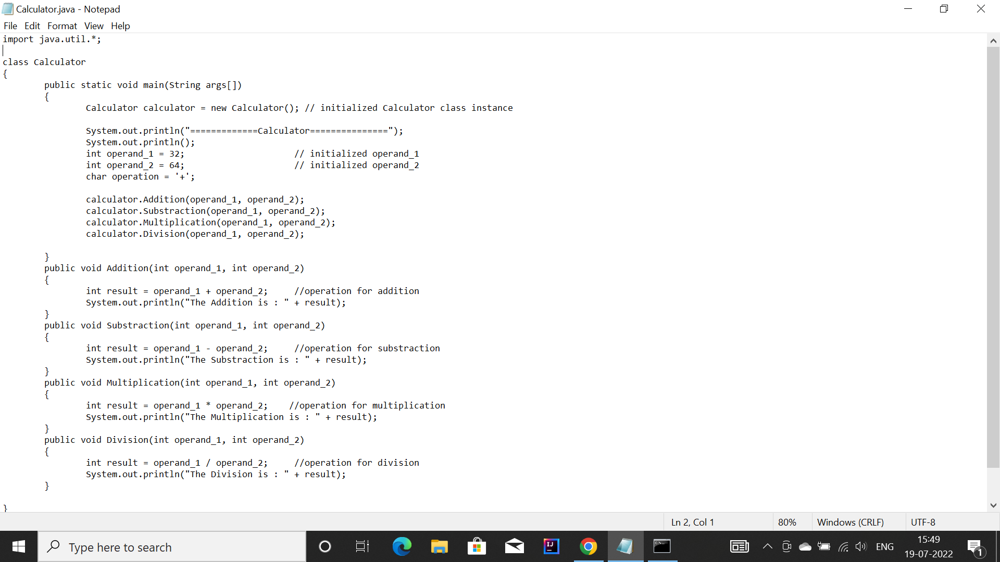 Calculator.java - Notepad
File Edit Format View Help
import java.util.*;
class Calculator
{
public static void main(String args[])
{
Calculator calculator = new Calculator(); // initialized Calculator class instance
System.out.println("=============Calculator===============");
System.out.println();
int operand_1 = 32; // initialized operand_1
int operand_2 = 64; // initialized operand_2
char operation = '+';
calculator.Addition(operand_1, operand_2);
calculator.Substraction(operand_1, operand_2);
calculator.Multiplication(operand_1, operand_2);
calculator.Division(operand_1, operand_2);
}
public void Addition(int operand_1, int operand_2)
{
int result = operand_1 + operand_2; //operation for addition
System.out.println("The Addition is : " + result);
}
public void Substraction(int operand_1, int operand_2)
{
int result = operand_1 - operand_2; //operation for substraction
System.out.println("The Substraction is : " + result);
}
public void Multiplication(int operand_1, int operand_2)
{
int result = operand_1 * operand_2; //operation for multiplication
System.out.println("The Multiplication is : " + result);
}
public void Division(int operand_1, int operand_2)
{
int result = operand_1 / operand_2; //operation for division
System.out.println("The Division is : " + result);
}
}
Ln 2, Col 1 80% Windows (CRLF) UTF-8
Type here to search
IJ
C:\
ENG
15:49
19-07-2022
1